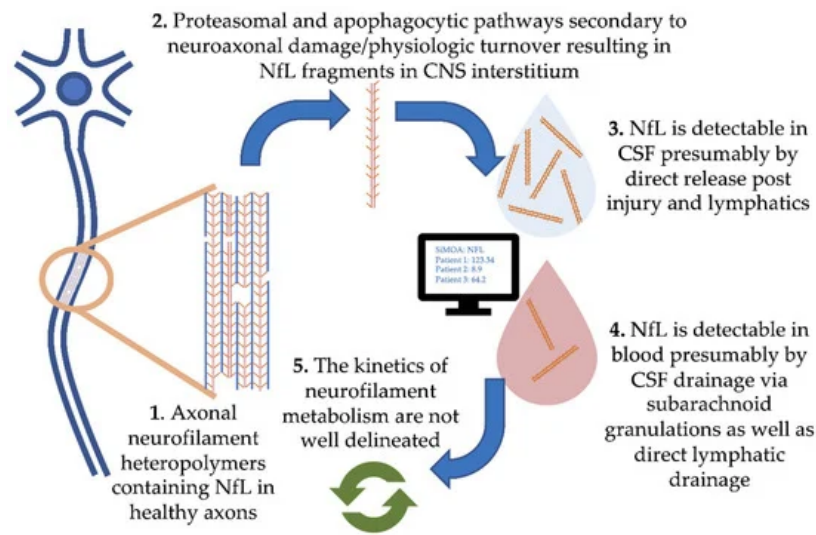 2. Proteasomal and apophagocytic pathways secondary to
neuroaxonal damage/physiologic turnover resulting in
NfL fragments in CNS interstitium
3. NfL is detectable in
CSF presumably by
direct release post
injury and lymphatics
SiMOA: NFL
Patient 1: 123.34
Patient 2: 8.9
Patient 3: 64.2
4. NfL is detectable in
blood presumably by
CSF drainage via
subarachnoid
granulations as well as
direct lymphatic
drainage
5. The kinetics of
neurofilament
metabolism are not
well delineated
1. Axonal
neurofilament
heteropolymers
containing NfL in
healthy axons